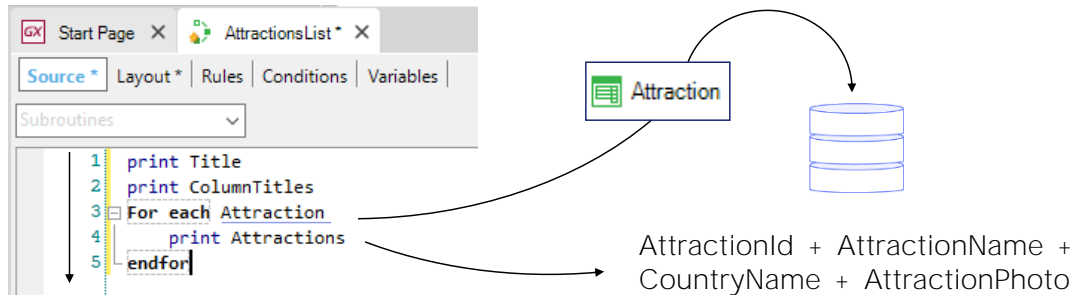 GX Start Page X AttractionsList * X
Source * Layout * Rules Conditions Variables
Subroutines
1 print Title
2 print ColumnTitles
3 For each Attraction
4 print Attractions
5 endfor
Attraction
AttractionId + AttractionName +
CountryName + AttractionPhoto